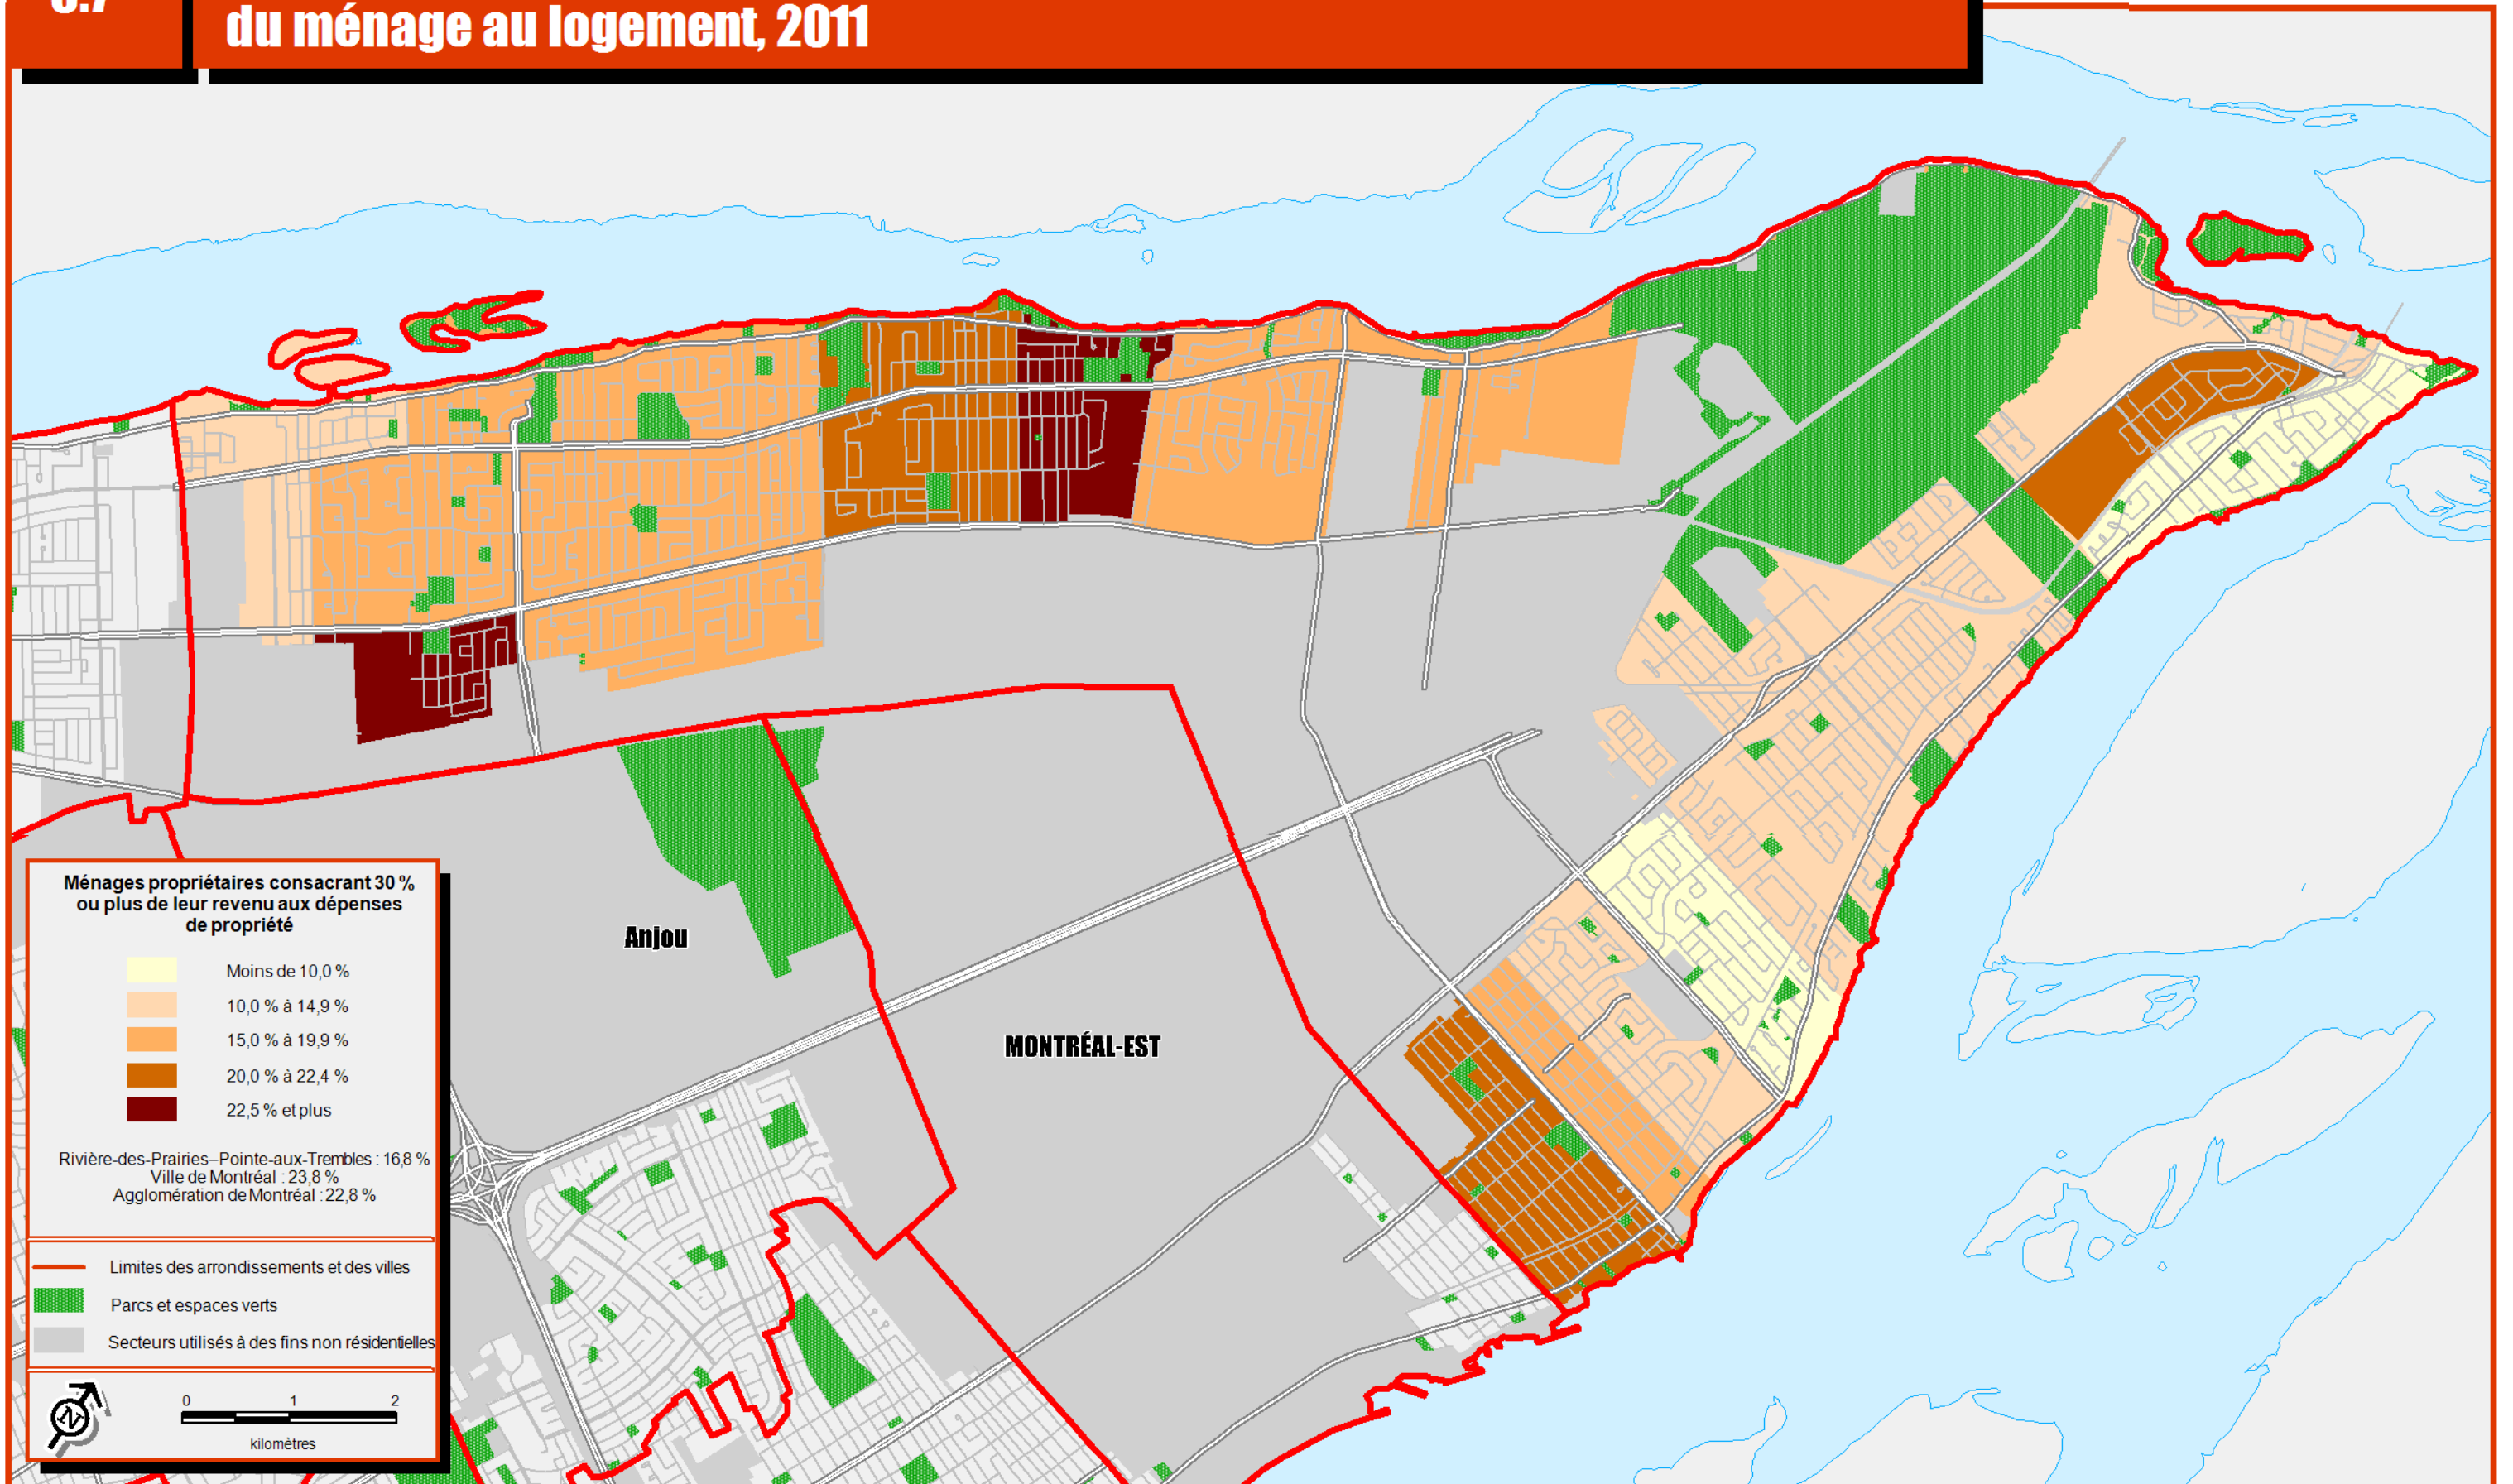 du ménage au logement, 2011
Anjou
MONTRÉAL-EST
Ménages propriétaires consacrant 30 %
ou plus de leur revenu aux dépenses
de propriété
Moins de 10,0 %
10,0 % à 14,9 %
15,0 % à 19,9 %
20,0 % à 22,4 %
22,5 % et plus
Rivière-des-Prairies–Pointe-aux-Trembles : 16,8 %
Ville de Montréal : 23,8 %
Agglomération de Montréal : 22,8 %
Limites des arrondissements et des villes
Parcs et espaces verts
Secteurs utilisés à des fins non résidentielles
N
0 1 2
kilomètres